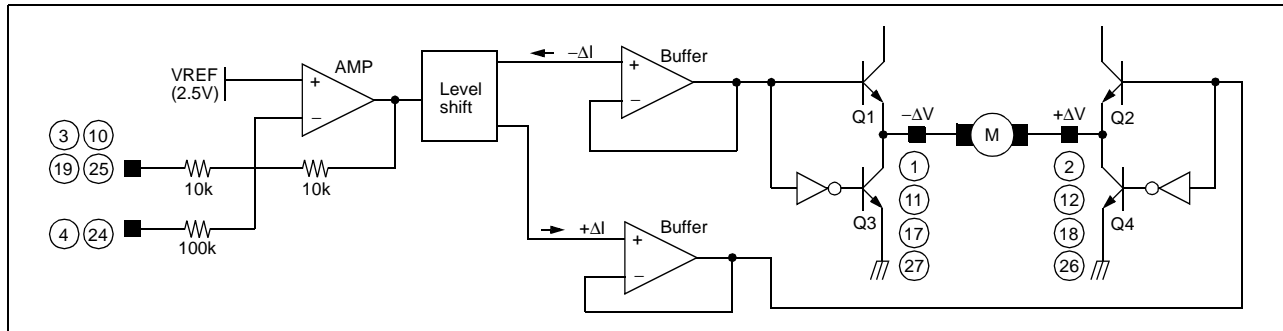 VREF
(2.5V)
AMP
+
−
Level
shift
−ΔI
+ΔI
Buffer
+
−
Buffer
+
−
3 10
19 25
10k
10k
4 24
100k
Q1
Q2
Q3
Q4
−ΔV
M
+ΔV
1
11
17
27
2
12
18
26